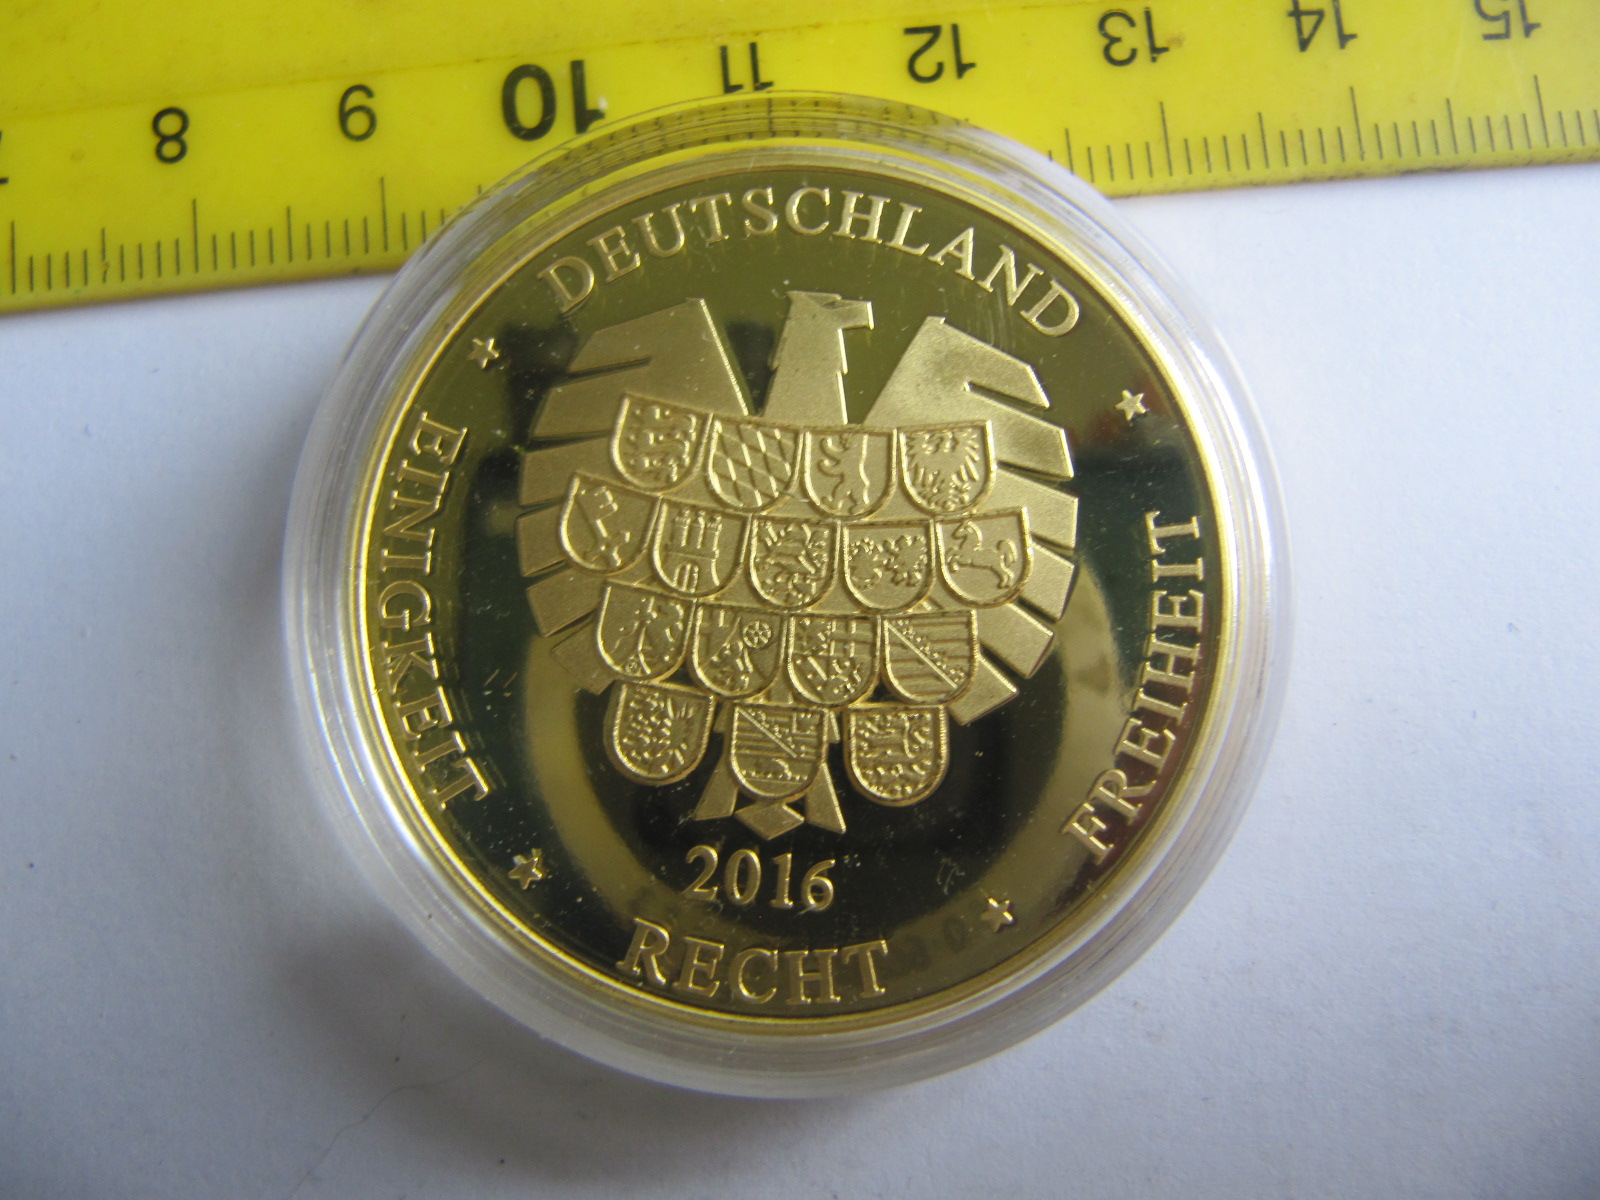 8 9 10 11 12 13 14 15
DEUTSCHLAND
EINIGKEIT
FREIHEIT
2016
RECHT